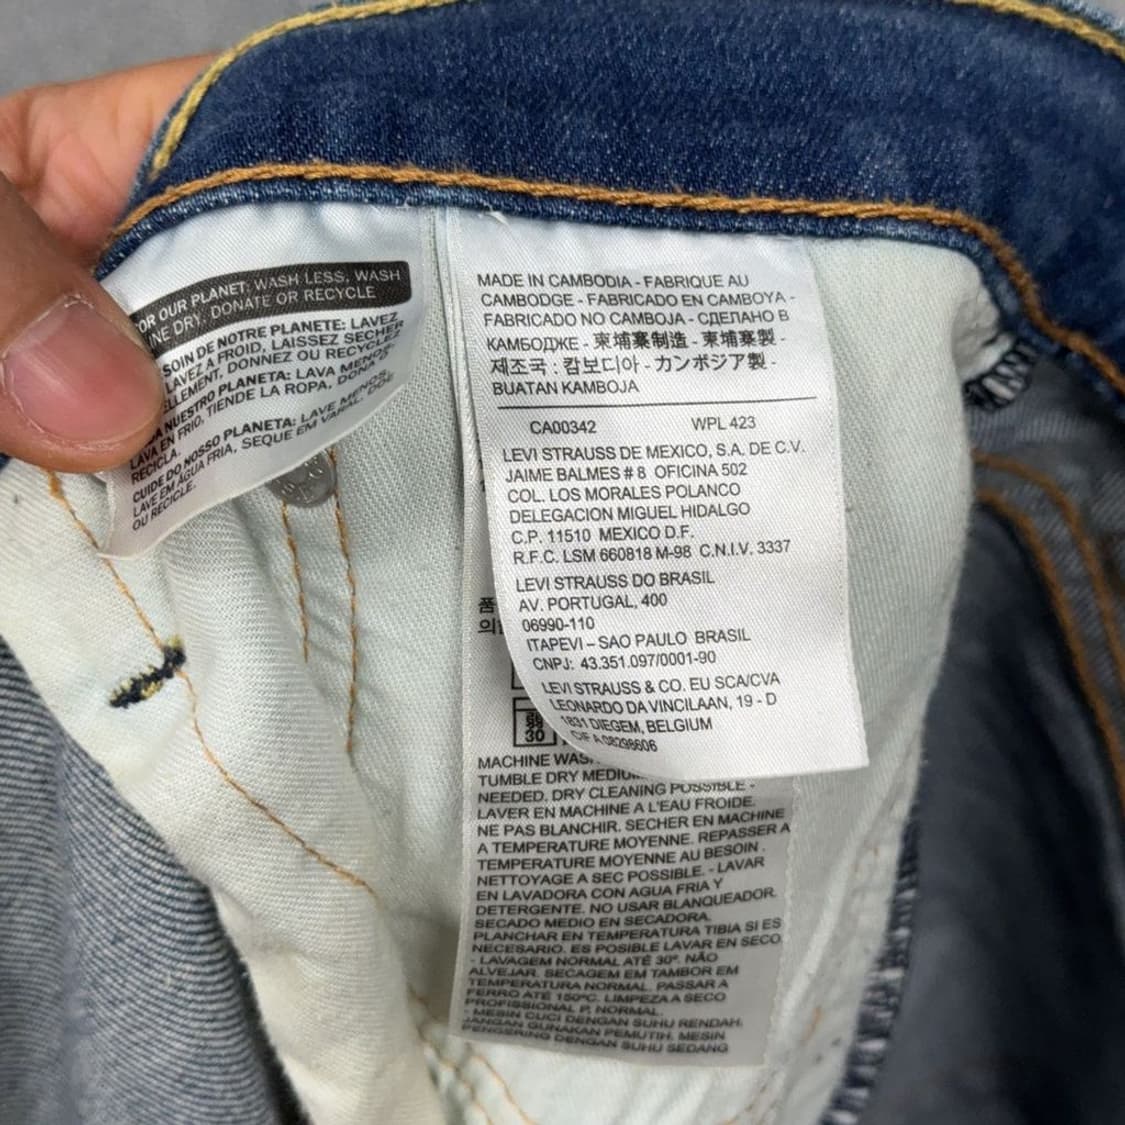 OR OUR PLANET: WASH LESS, WASH
NE DRY, DONATE OR RECYCLE
SOIN DE NOTRE PLANETE: LAVEZ
LAVEZ A FROID, LAISSEZ SECHER
ELLEMENT, DONNEZ OU RECYCLEZ
A NUESTRO PLANETA: LAVA MENOS,
LAVA EN FRIO, TIENDE LA ROPA, DONA
RECICLA.
CUIDE DO NOSSO PLANETA: LAVE MENOS,
LAVE EM ÁGUA FRIA, SEQUE EM VARAL, DOE
OU RECICLE.
MADE IN CAMBODIA - FABRIQUE AU
CAMBODGE - FABRICADO EN CAMBOYA -
FABRICADO NO CAMBOJA - СДЕЛАНО В
КАМБОДЖЕ - 柬埔寨制造 - 柬埔寨製 -
제조국 : 캄보디아 - カンボジア製 -
BUATAN KAMBOJA
CA00342 WPL 423
LEVI STRAUSS DE MEXICO, S.A. DE C.V.
JAIME BALMES # 8 OFICINA 502
COL. LOS MORALES POLANCO
DELEGACION MIGUEL HIDALGO
C.P. 11510 MEXICO D.F.
R.F.C. LSM 660818 M-98 C.N.I.V. 3337
LEVI STRAUSS DO BRASIL
AV. PORTUGAL, 400
06990-110
ITAPEVI – SAO PAULO BRASIL
CNPJ: 43.351.097/0001-90
LEVI STRAUSS & CO. EU SCA/CVA
LEONARDO DA VINCILAAN, 19 - D
1831 DIEGEM, BELGIUM
CIF A 08298606
품
의
30
MACHINE WAS
TUMBLE DRY MEDIUM
NEEDED, DRY CLEANING POSSIBLE -
LAVER EN MACHINE A L'EAU FROIDE.
NE PAS BLANCHIR. SECHER EN MACHINE
A TEMPERATURE MOYENNE. REPASSER A
TEMPERATURE MOYENNE AU BESOIN .
NETTOYAGE A SEC POSSIBLE. - LAVAR
EN LAVADORA CON AGUA FRIA Y
DETERGENTE. NO USAR BLANQUEADOR.
SECADO MEDIO EN SECADORA.
PLANCHAR EN TEMPERATURA TIBIA SI ES
NECESARIO. ES POSIBLE LAVAR EN SECO.
- LAVAGEM NORMAL ATÉ 30º. NÃO
ALVEJAR. SECAGEM EM TAMBOR EM
TEMPERATURA NORMAL. PASSAR A
FERRO ATÉ 150ºC. LIMPEZA A SECO
PROFISSIONAL P, NORMAL.
- MESIN CUCI DENGAN SUHU RENDAH.
JANGAN GUNAKAN PEMUTIH. MESIN
PENGERING DENGAN SUHU SEDANG